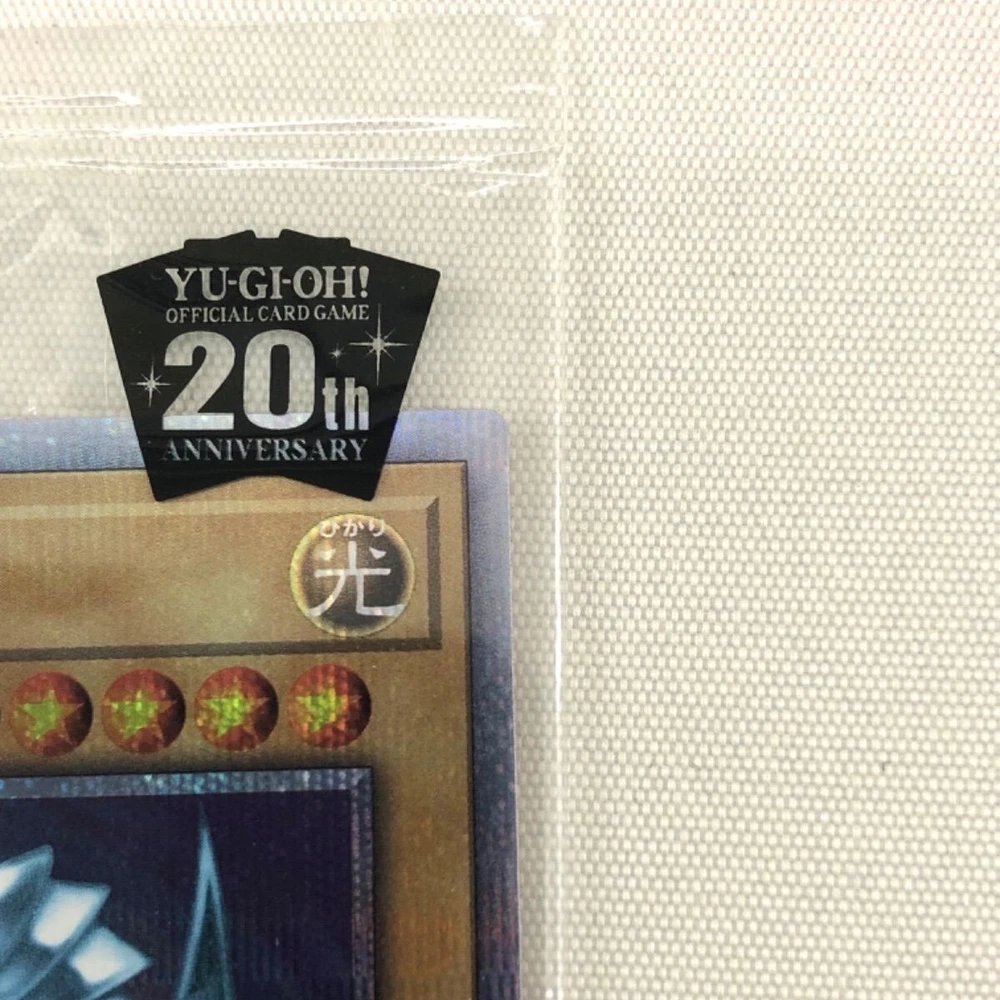 YU-GI-OH!
OFFICIAL CARD GAME
20th
ANNIVERSARY
ひかり
光